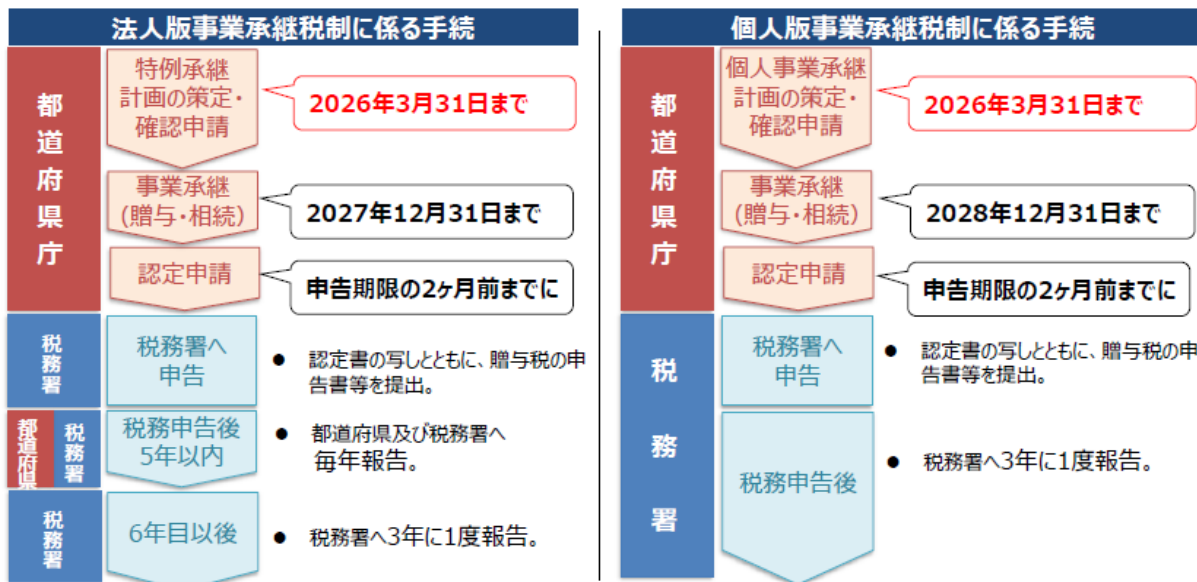 法人版事業承継税制に係る手続
都道府県庁
特例承継
計画の策定・
確認申請
2026年3月31日まで
事業承継
(贈与・相続)
2027年12月31日まで
認定申請
申告期限の2ヶ月前までに
税務署
税務署へ
申告
● 認定書の写しとともに、贈与税の申
告書等を提出。
都道府県
税務署
税務申告後
5年以内
● 都道府県及び税務署へ
毎年報告。
税務署
6年目以後
● 税務署へ3年に1度報告。
個人版事業承継税制に係る手続
都道府県庁
個人事業承継
計画の策定・
確認申請
2026年3月31日まで
事業承継
(贈与・相続)
2028年12月31日まで
認定申請
申告期限の2ヶ月前までに
税務署
税務署へ
申告
● 認定書の写しとともに、贈与税の申
告書等を提出。
税務申告後
● 税務署へ3年に1度報告。